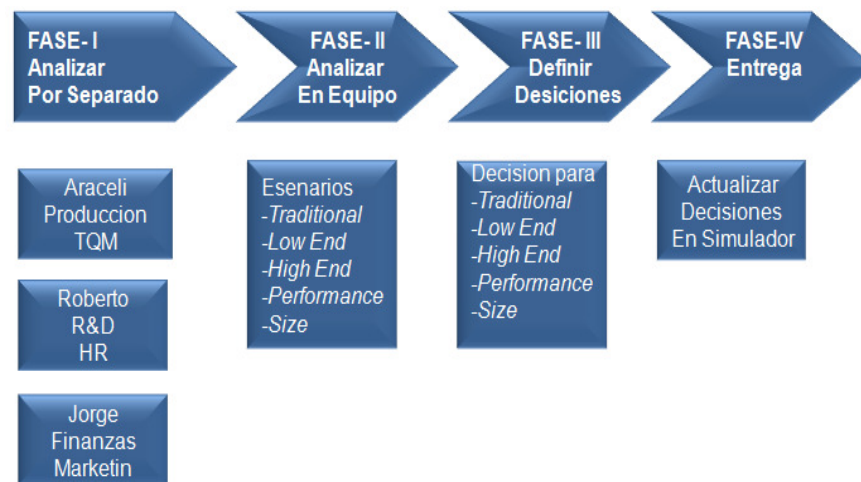 FASE- I
Analizar
Por Separado
FASE- II
Analizar
En Equipo
FASE- III
Definir
Desiciones
FASE-IV
Entrega
Araceli
Produccion
TQM
Roberto
R&D
HR
Jorge
Finanzas
Marketin
Esenarios
-Traditional
-Low End
-High End
-Performance
-Size
Decision para
-Traditional
-Low End
-High End
-Performance
-Size
Actualizar
Decisiones
En Simulador